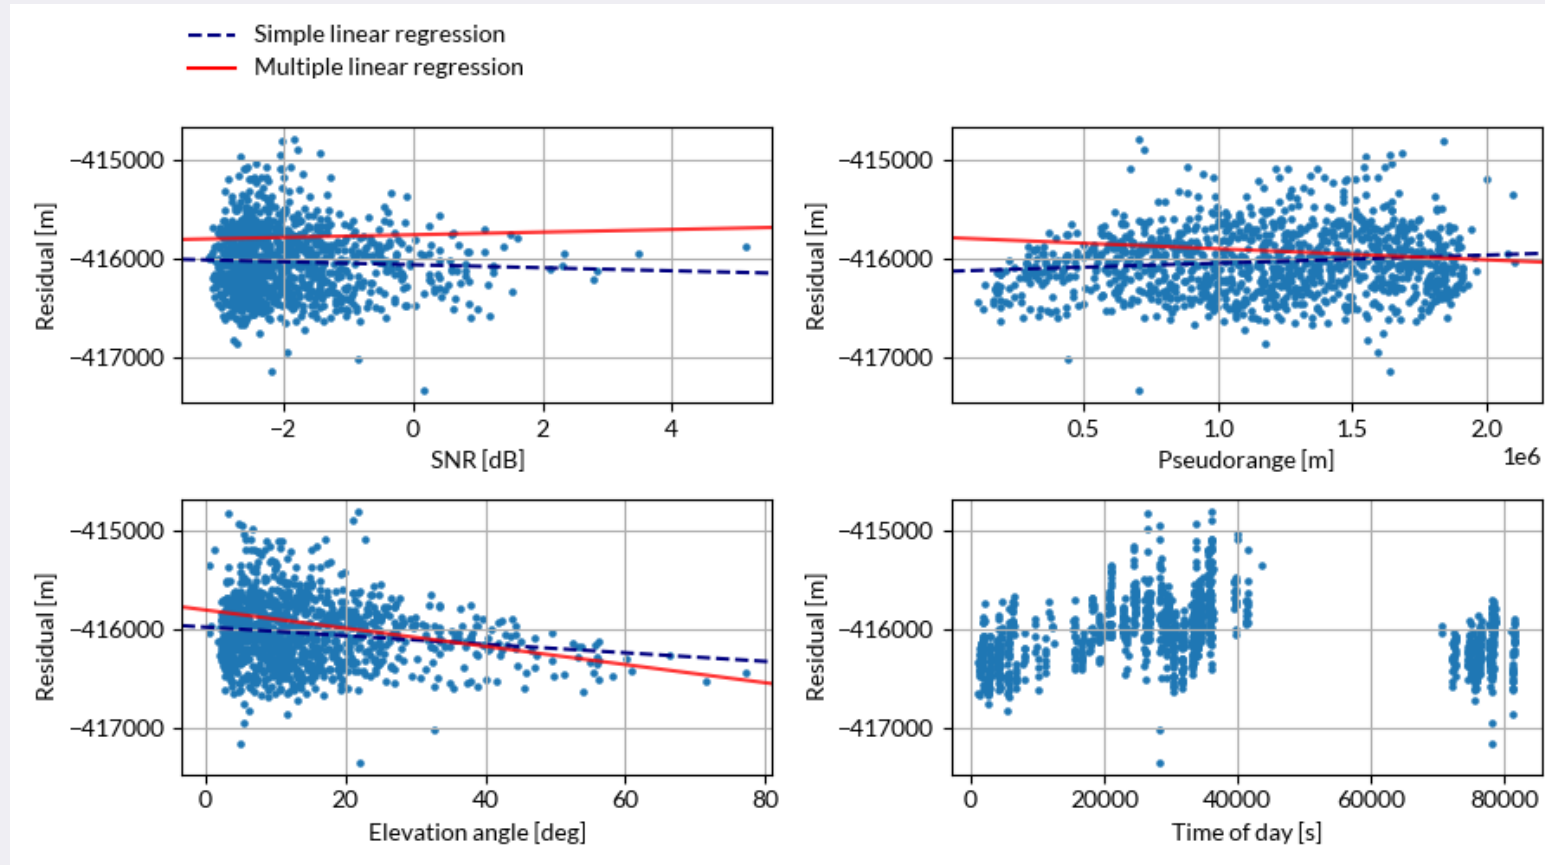 Simple linear regression
Multiple linear regression
−415000
−416000
−417000
Residual [m]
−2
0
2
4
SNR [dB]
−415000
−416000
−417000
Residual [m]
0.5
1.0
1.5
2.0
1e6
Pseudorange [m]
−415000
−416000
−417000
Residual [m]
0
20
40
60
80
Elevation angle [deg]
−415000
−416000
−417000
Residual [m]
0
20000
40000
60000
80000
Time of day [s]